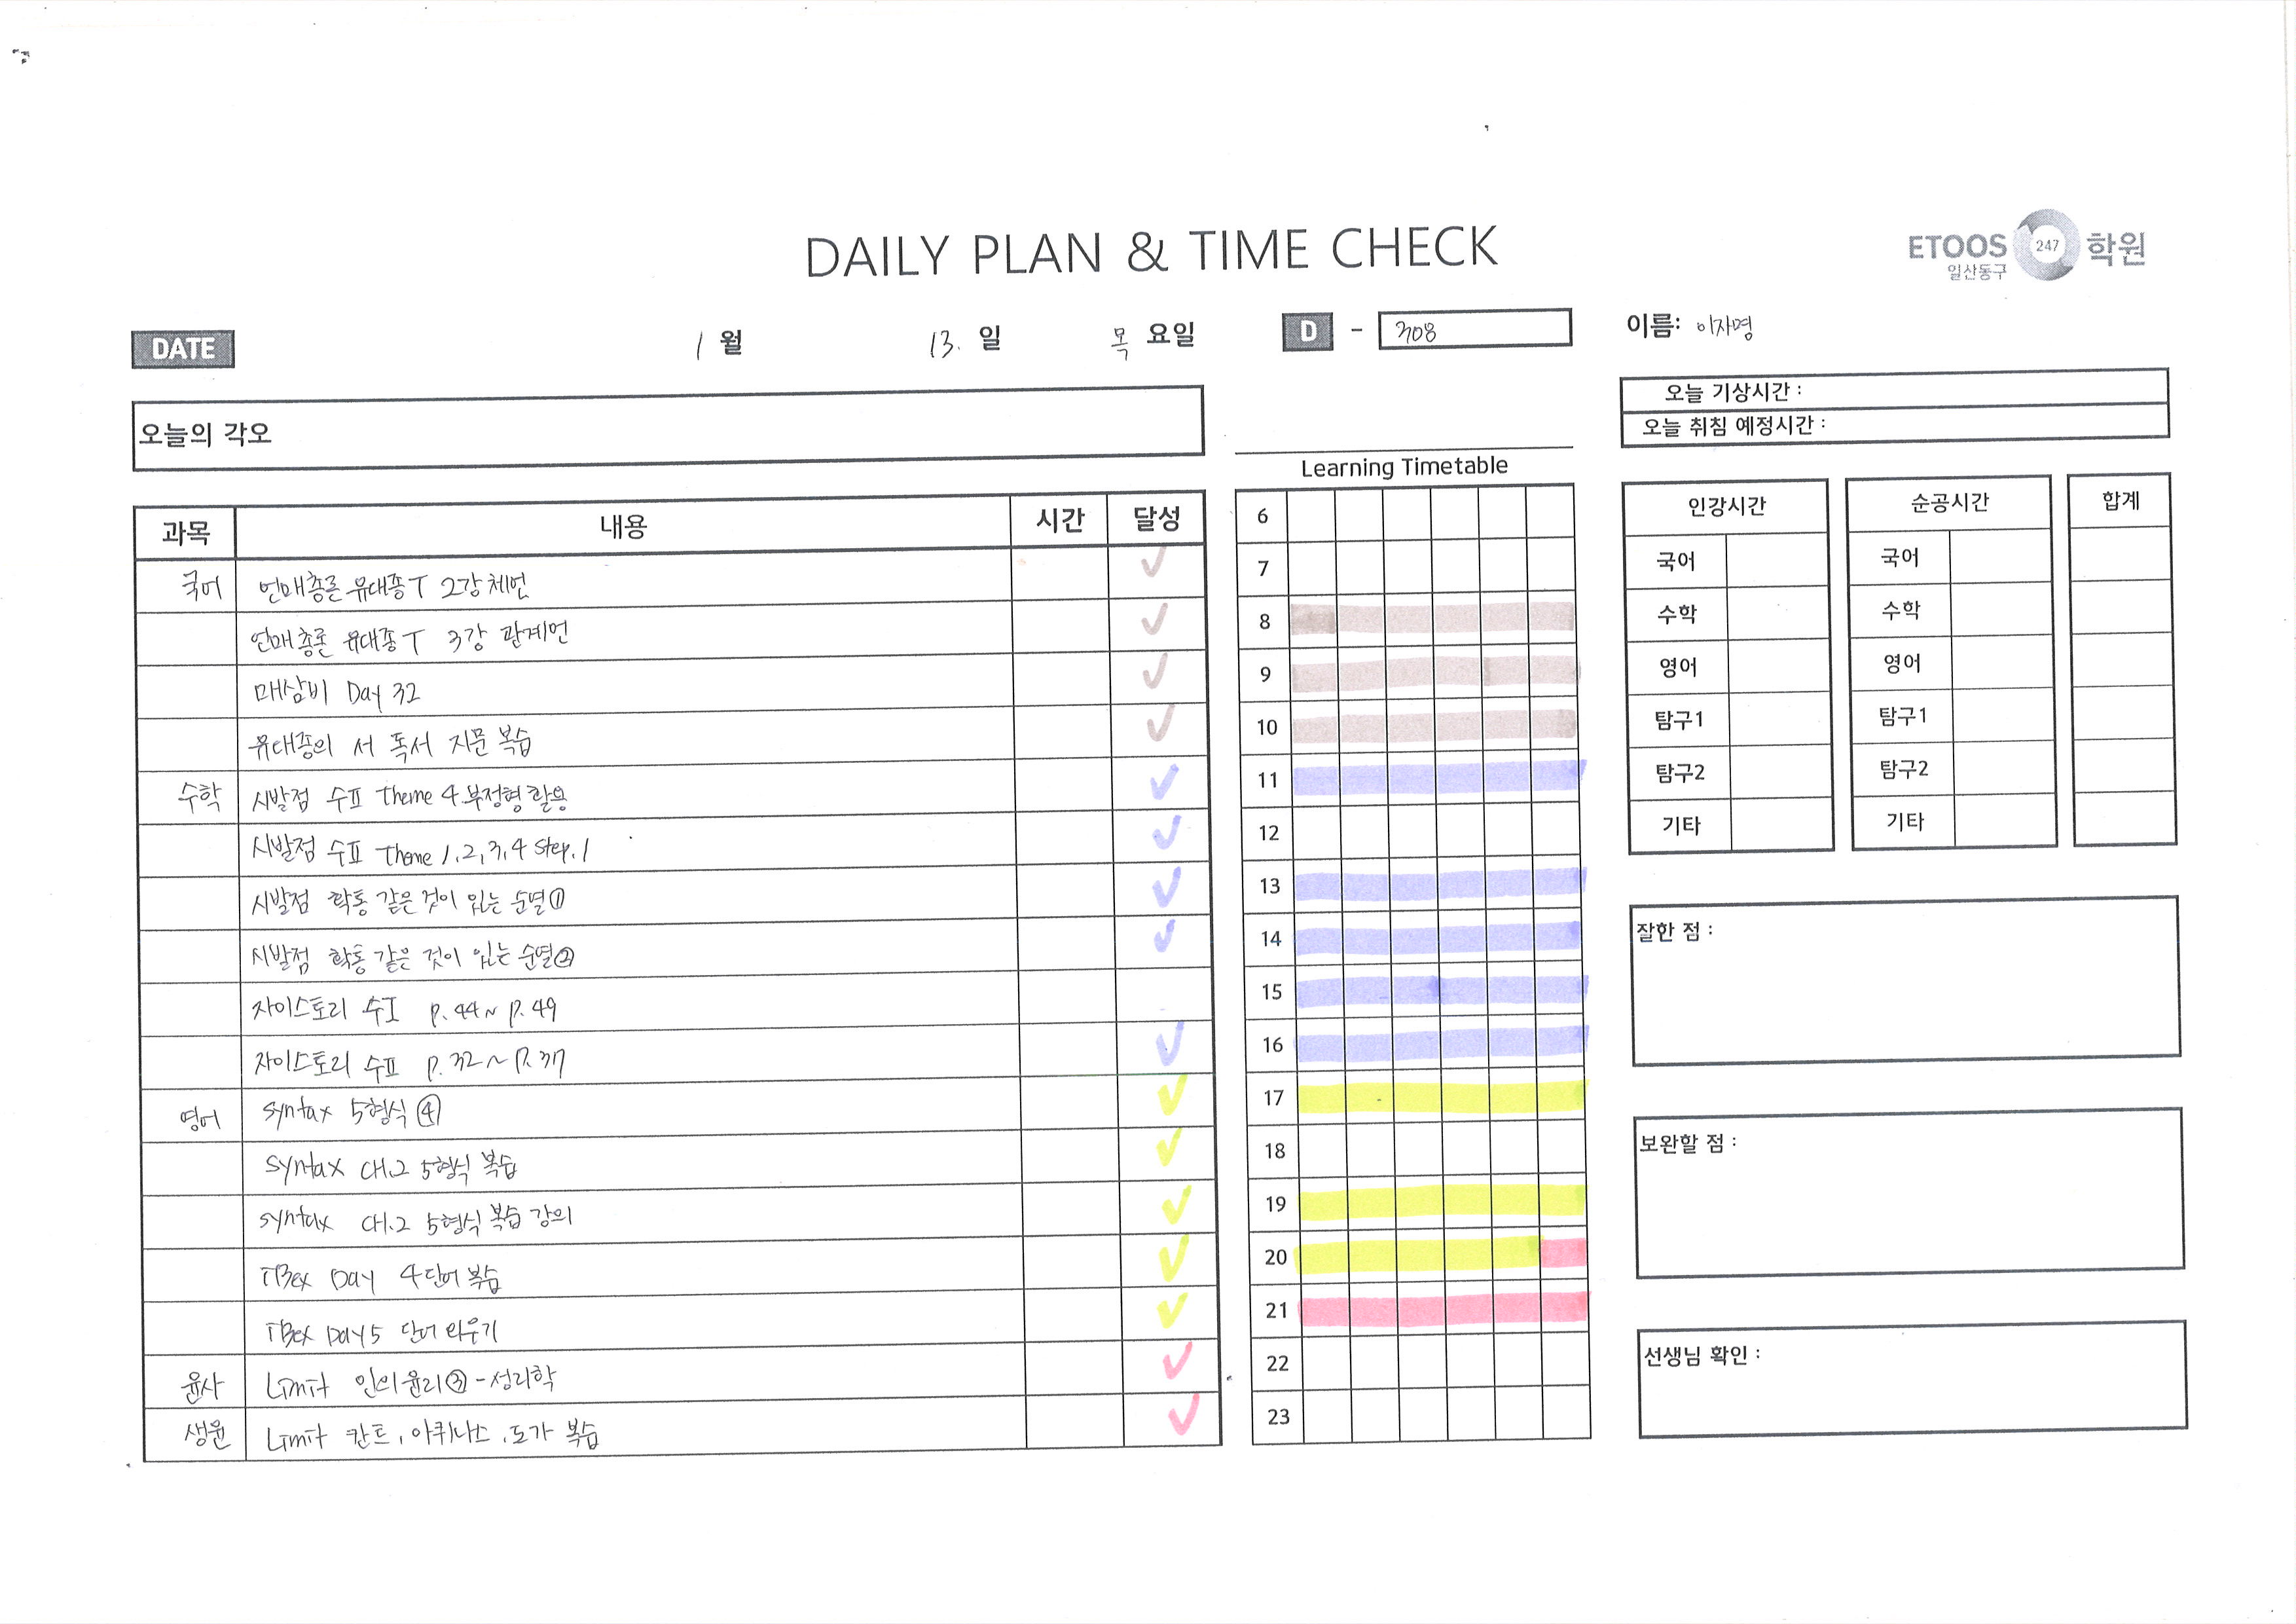 DAILY PLAN & TIME CHECK
ETOOS 247 학원
일산동구
DATE 1 월 13. 일 목 요일
D - 308
이름: 이자영
오늘의 각오
오늘 기상시간 :
오늘 취침 예정시간 :
과목 내용 시간 달성
국어 언매총론 유대종T 2강 체언
언매총론 유대종T 3강 관계언
매삼비 Day 32
유대종의 서 독서 지문 복습
수학 시발점 수Ⅱ Theme 4 부정형 활용
시발점 수Ⅱ Theme 1,2,3,4 Step.1
시발점 확통 같은 것이 있는 순열①
시발점 확통 같은 것이 있는 순열②
자이스토리 수Ⅰ P.44~P.49
자이스토리 수Ⅱ P.32~P.37
영어 syntax 5형식 ④
syntax CH.2 5형식 복습
syntax CH.2 5형식 복습 강의
TBex Day 4 단어 복습
TBex DAY5 단어 외우기
윤사 Limit 인의 윤리③-성리학
생윤 Limit 칸트, 아퀴나스, 도가 복습
Learning Timetable
6
7
8
9
10
11
12
13
14
15
16
17
18
19
20
21
22
23
인강시간 순공시간 합계
국어 국어
수학 수학
영어 영어
탐구1 탐구1
탐구2 탐구2
기타 기타
잘한 점 :
보완할 점 :
선생님 확인 :